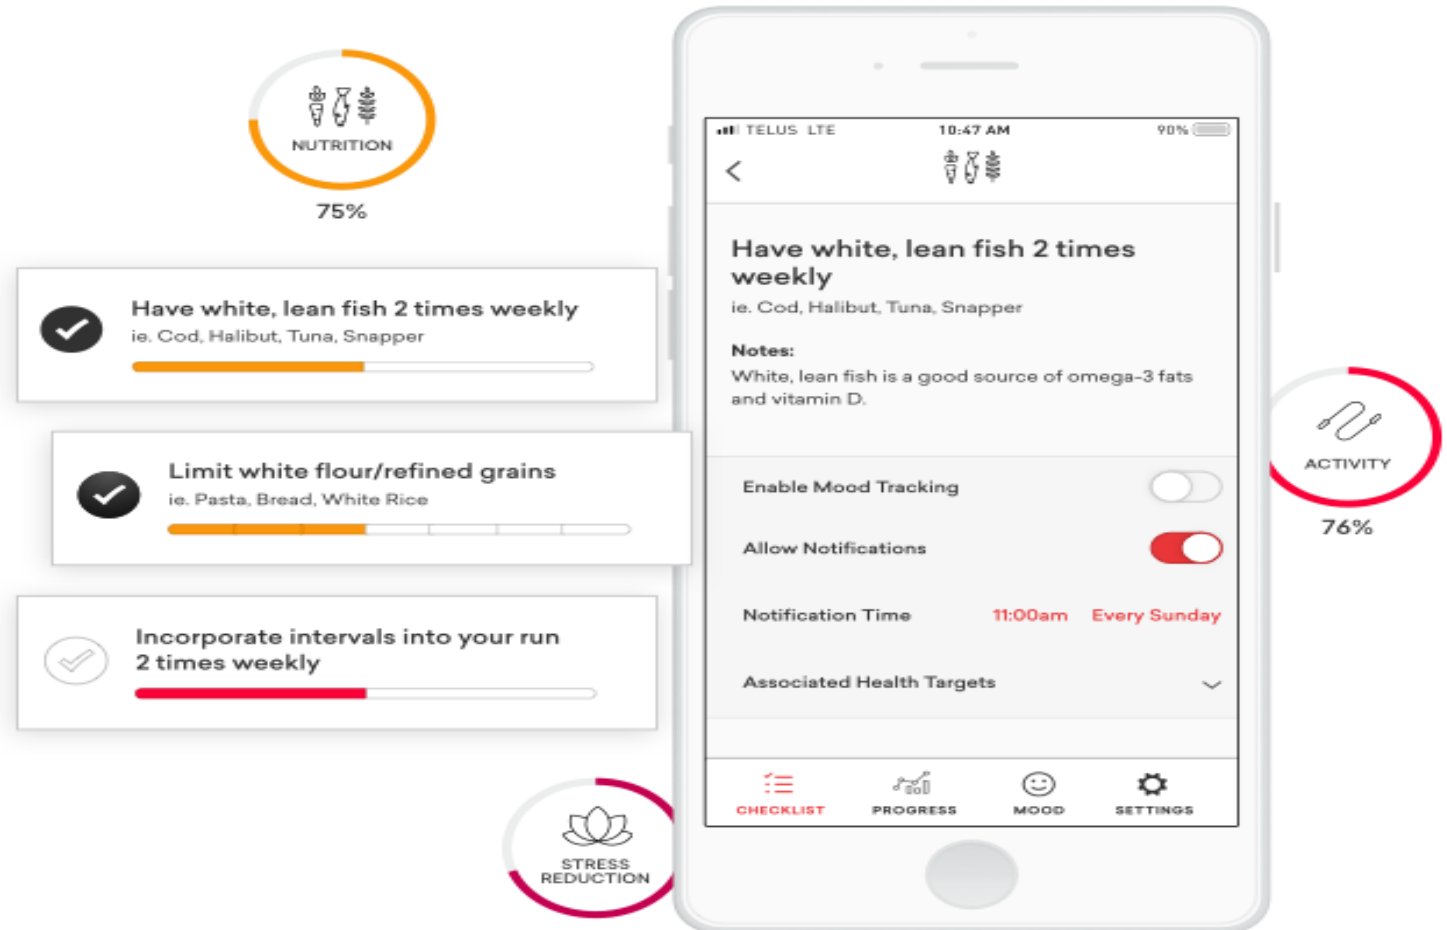 NUTRITION
75%
Have white, lean fish 2 times weekly
ie. Cod, Halibut, Tuna, Snapper
Limit white flour/refined grains
ie. Pasta, Bread, White Rice
Incorporate intervals into your run
2 times weekly
STRESS
REDUCTION
TELUS LTE 10:47 AM 90%
Have white, lean fish 2 times
weekly
ie. Cod, Halibut, Tuna, Snapper
Notes:
White, lean fish is a good source of omega-3 fats
and vitamin D.
Enable Mood Tracking
Allow Notifications
Notification Time 11:00am Every Sunday
Associated Health Targets
CHECKLIST PROGRESS MOOD SETTINGS
ACTIVITY
76%